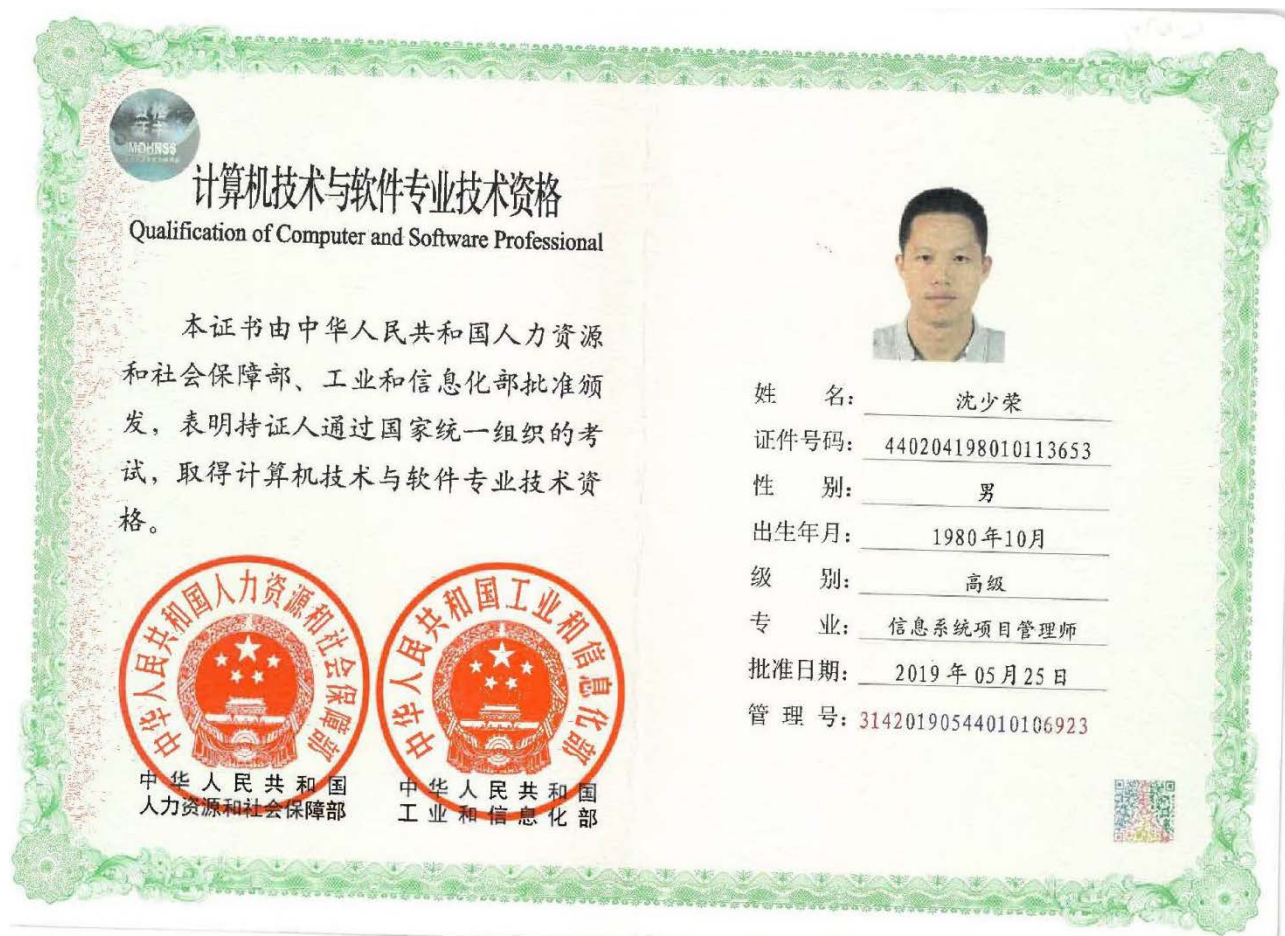 资格
证书
MOHRSS
计算机技术与软件专业技术资格
Qualification of Computer and Software Professional
本证书由中华人民共和国人力资源
和社会保障部、工业和信息化部批准颁
发，表明持证人通过国家统一组织的考
试，取得计算机技术与软件专业技术资
格。
中华人民共和国人力资源和社会保障部
中华人民共和国工业和信息化部
中华人民共和国
人力资源和社会保障部
中华人民共和国
工业和信息化部
姓 名：沈少荣
证件号码：440204198010113653
性 别：男
出生年月：1980年10月
级 别：高级
专 业：信息系统项目管理师
批准日期：2019年05月25日
管 理 号：31420190544010106923